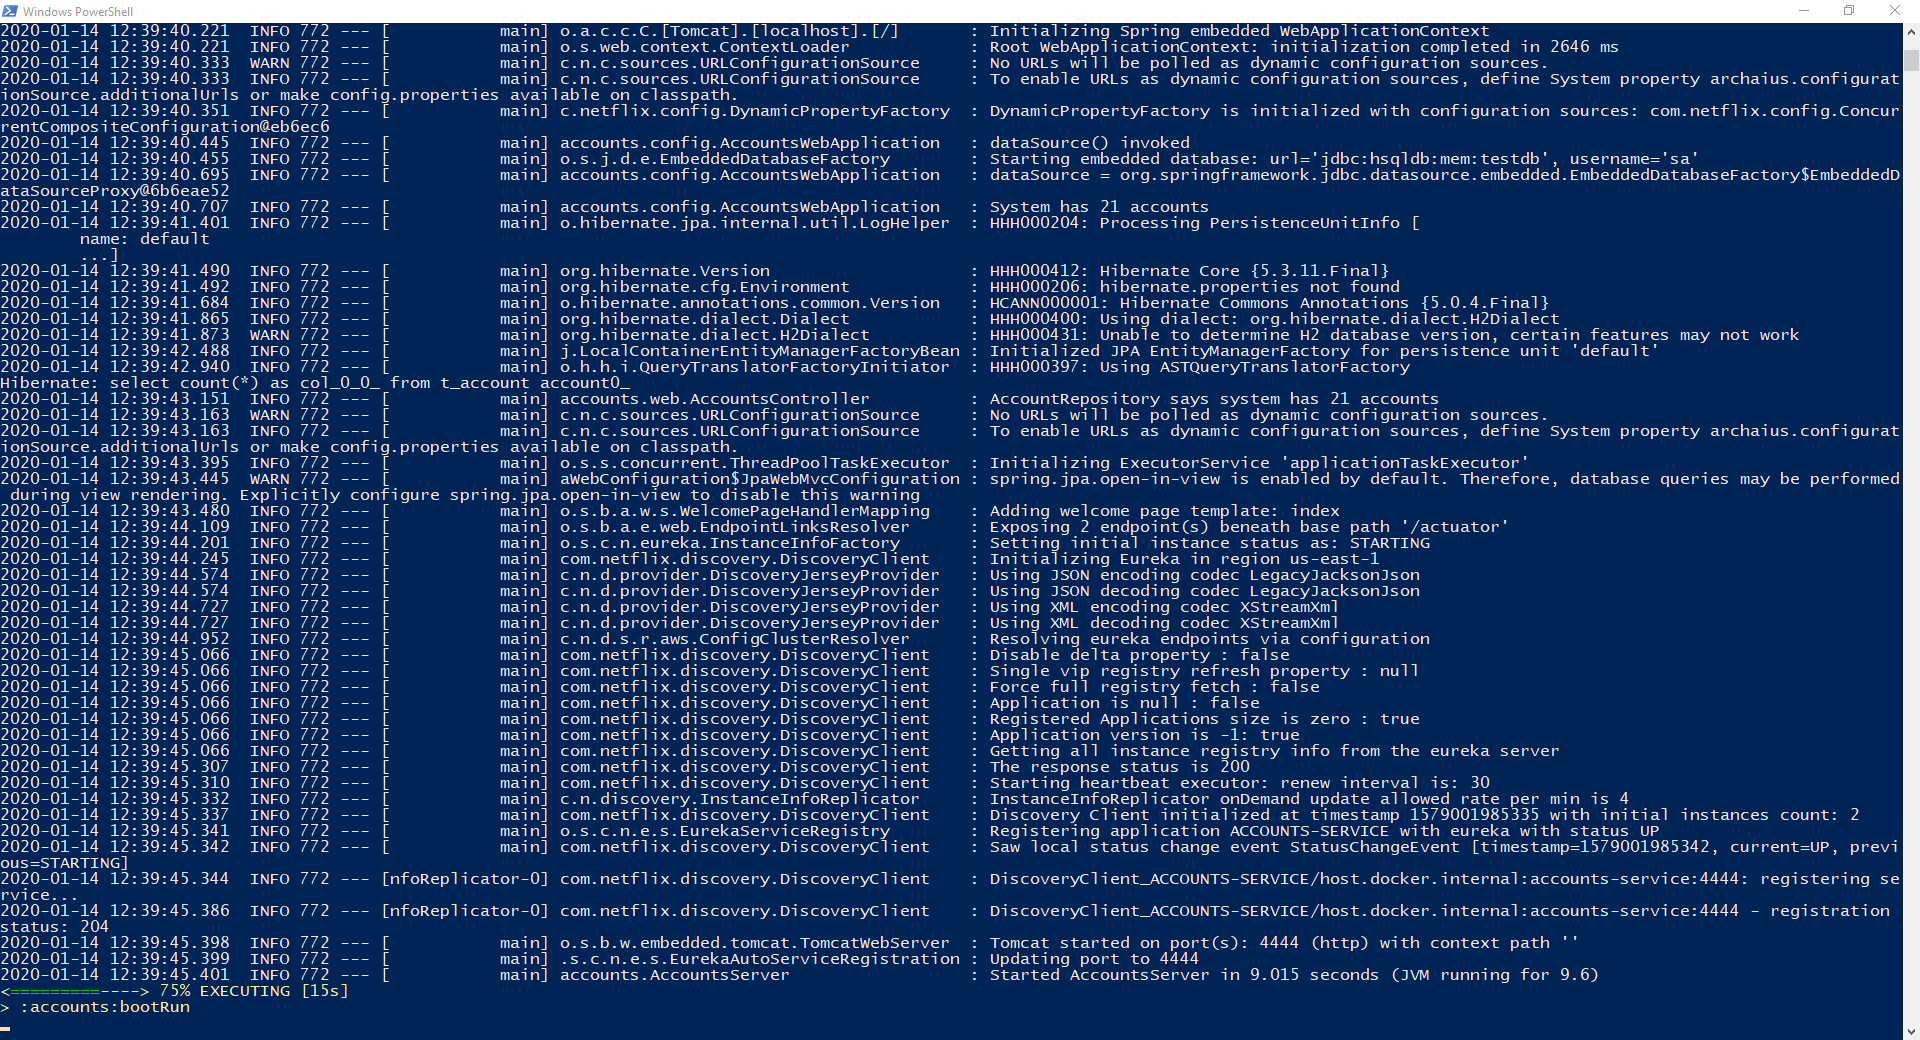 Windows PowerShell
2020-01-14 12:39:40.221  INFO 772 --- [           main] o.a.c.c.C.[Tomcat].[localhost].[/]       : Initializing Spring embedded WebApplicationContext
2020-01-14 12:39:40.221  INFO 772 --- [           main] o.s.web.context.ContextLoader            : Root WebApplicationContext: initialization completed in 2646 ms
2020-01-14 12:39:40.333  WARN 772 --- [           main] c.n.c.sources.URLConfigurationSource     : No URLs will be polled as dynamic configuration sources.
2020-01-14 12:39:40.333  INFO 772 --- [           main] c.n.c.sources.URLConfigurationSource     : To enable URLs as dynamic configuration sources, define System property archaius.configurat
ionSource.additionalUrls or make config.properties available on classpath.
2020-01-14 12:39:40.351  INFO 772 --- [           main] c.netflix.config.DynamicPropertyFactory  : DynamicPropertyFactory is initialized with configuration sources: com.netflix.config.Concur
rentCompositeConfiguration@eb6ec6
2020-01-14 12:39:40.445  INFO 772 --- [           main] accounts.config.AccountsWebApplication   : dataSource() invoked
2020-01-14 12:39:40.455  INFO 772 --- [           main] o.s.j.d.e.EmbeddedDatabaseFactory        : Starting embedded database: url='jdbc:hsqldb:mem:testdb', username='sa'
2020-01-14 12:39:40.695  INFO 772 --- [           main] accounts.config.AccountsWebApplication   : dataSource = org.springframework.jdbc.datasource.embedded.EmbeddedDatabaseFactory$EmbeddedD
ataSourceProxy@6b6eae52
2020-01-14 12:39:40.707  INFO 772 --- [           main] accounts.config.AccountsWebApplication   : System has 21 accounts
2020-01-14 12:39:41.401  INFO 772 --- [           main] o.hibernate.jpa.internal.util.LogHelper  : HHH000204: Processing PersistenceUnitInfo [
        name: default
        ...]
2020-01-14 12:39:41.490  INFO 772 --- [           main] org.hibernate.Version                    : HHH000412: Hibernate Core {5.3.11.Final}
2020-01-14 12:39:41.492  INFO 772 --- [           main] org.hibernate.cfg.Environment            : HHH000206: hibernate.properties not found
2020-01-14 12:39:41.684  INFO 772 --- [           main] o.hibernate.annotations.common.Version   : HCANN000001: Hibernate Commons Annotations {5.0.4.Final}
2020-01-14 12:39:41.865  INFO 772 --- [           main] org.hibernate.dialect.Dialect            : HHH000400: Using dialect: org.hibernate.dialect.H2Dialect
2020-01-14 12:39:41.873  WARN 772 --- [           main] org.hibernate.dialect.H2Dialect          : HHH000431: Unable to determine H2 database version, certain features may not work
2020-01-14 12:39:42.488  INFO 772 --- [           main] j.LocalContainerEntityManagerFactoryBean : Initialized JPA EntityManagerFactory for persistence unit 'default'
2020-01-14 12:39:42.940  INFO 772 --- [           main] o.h.h.i.QueryTranslatorFactoryInitiator  : HHH000397: Using ASTQueryTranslatorFactory
Hibernate: select count(*) as col_0_0_ from t_account account0_
2020-01-14 12:39:43.151  INFO 772 --- [           main] accounts.web.AccountsController          : AccountRepository says system has 21 accounts
2020-01-14 12:39:43.163  WARN 772 --- [           main] c.n.c.sources.URLConfigurationSource     : No URLs will be polled as dynamic configuration sources.
2020-01-14 12:39:43.163  INFO 772 --- [           main] c.n.c.sources.URLConfigurationSource     : To enable URLs as dynamic configuration sources, define System property archaius.configurat
ionSource.additionalUrls or make config.properties available on classpath.
2020-01-14 12:39:43.395  INFO 772 --- [           main] o.s.s.concurrent.ThreadPoolTaskExecutor  : Initializing ExecutorService 'applicationTaskExecutor'
2020-01-14 12:39:43.445  WARN 772 --- [           main] aWebConfiguration$JpaWebMvcConfiguration : spring.jpa.open-in-view is enabled by default. Therefore, database queries may be performed
 during view rendering. Explicitly configure spring.jpa.open-in-view to disable this warning
2020-01-14 12:39:43.480  INFO 772 --- [           main] o.s.b.a.w.s.WelcomePageHandlerMapping    : Adding welcome page template: index
2020-01-14 12:39:44.109  INFO 772 --- [           main] o.s.b.a.e.web.EndpointLinksResolver      : Exposing 2 endpoint(s) beneath base path '/actuator'
2020-01-14 12:39:44.201  INFO 772 --- [           main] o.s.c.n.eureka.InstanceInfoFactory       : Setting initial instance status as: STARTING
2020-01-14 12:39:44.245  INFO 772 --- [           main] com.netflix.discovery.DiscoveryClient    : Initializing Eureka in region us-east-1
2020-01-14 12:39:44.574  INFO 772 --- [           main] c.n.d.provider.DiscoveryJerseyProvider   : Using JSON encoding codec LegacyJacksonJson
2020-01-14 12:39:44.574  INFO 772 --- [           main] c.n.d.provider.DiscoveryJerseyProvider   : Using JSON decoding codec LegacyJacksonJson
2020-01-14 12:39:44.727  INFO 772 --- [           main] c.n.d.provider.DiscoveryJerseyProvider   : Using XML encoding codec XStreamXml
2020-01-14 12:39:44.727  INFO 772 --- [           main] c.n.d.provider.DiscoveryJerseyProvider   : Using XML decoding codec XStreamXml
2020-01-14 12:39:44.952  INFO 772 --- [           main] c.n.d.s.r.aws.ConfigClusterResolver      : Resolving eureka endpoints via configuration
2020-01-14 12:39:45.066  INFO 772 --- [           main] com.netflix.discovery.DiscoveryClient    : Disable delta property : false
2020-01-14 12:39:45.066  INFO 772 --- [           main] com.netflix.discovery.DiscoveryClient    : Single vip registry refresh property : null
2020-01-14 12:39:45.066  INFO 772 --- [           main] com.netflix.discovery.DiscoveryClient    : Force full registry fetch : false
2020-01-14 12:39:45.066  INFO 772 --- [           main] com.netflix.discovery.DiscoveryClient    : Application is null : false
2020-01-14 12:39:45.066  INFO 772 --- [           main] com.netflix.discovery.DiscoveryClient    : Registered Applications size is zero : true
2020-01-14 12:39:45.066  INFO 772 --- [           main] com.netflix.discovery.DiscoveryClient    : Application version is -1: true
2020-01-14 12:39:45.066  INFO 772 --- [           main] com.netflix.discovery.DiscoveryClient    : Getting all instance registry info from the eureka server
2020-01-14 12:39:45.307  INFO 772 --- [           main] com.netflix.discovery.DiscoveryClient    : The response status is 200
2020-01-14 12:39:45.310  INFO 772 --- [           main] com.netflix.discovery.DiscoveryClient    : Starting heartbeat executor: renew interval is: 30
2020-01-14 12:39:45.332  INFO 772 --- [           main] c.n.discovery.InstanceInfoReplicator     : InstanceInfoReplicator onDemand update allowed rate per min is 4
2020-01-14 12:39:45.337  INFO 772 --- [           main] com.netflix.discovery.DiscoveryClient    : Discovery Client initialized at timestamp 1579001985335 with initial instances count: 2
2020-01-14 12:39:45.341  INFO 772 --- [           main] o.s.c.n.e.s.EurekaServiceRegistry        : Registering application ACCOUNTS-SERVICE with eureka with status UP
2020-01-14 12:39:45.342  INFO 772 --- [           main] com.netflix.discovery.DiscoveryClient    : Saw local status change event StatusChangeEvent [timestamp=1579001985342, current=UP, previ
ous=STARTING]
2020-01-14 12:39:45.344  INFO 772 --- [nfoReplicator-0] com.netflix.discovery.DiscoveryClient    : DiscoveryClient_ACCOUNTS-SERVICE/host.docker.internal:accounts-service:4444: registering se
rvice...
2020-01-14 12:39:45.386  INFO 772 --- [nfoReplicator-0] com.netflix.discovery.DiscoveryClient    : DiscoveryClient_ACCOUNTS-SERVICE/host.docker.internal:accounts-service:4444 - registration
status: 204
2020-01-14 12:39:45.398  INFO 772 --- [           main] o.s.b.w.embedded.tomcat.TomcatWebServer  : Tomcat started on port(s): 4444 (http) with context path ''
2020-01-14 12:39:45.399  INFO 772 --- [           main] .s.c.n.e.s.EurekaAutoServiceRegistration : Updating port to 4444
2020-01-14 12:39:45.401  INFO 772 --- [           main] accounts.AccountsServer                  : Started AccountsServer in 9.015 seconds (JVM running for 9.6)
<=========----> 75% EXECUTING [15s]
> :accounts:bootRun